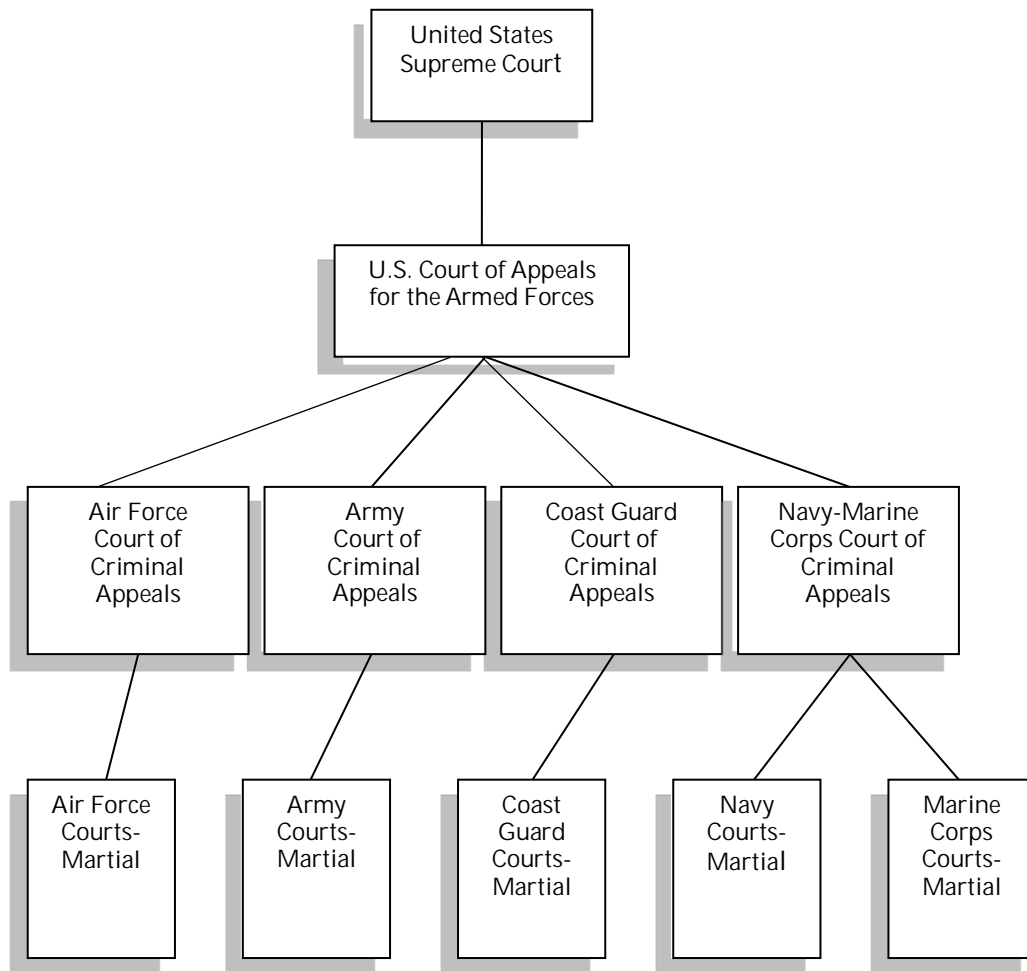 United States
Supreme Court
U.S. Court of Appeals
for the Armed Forces
Air Force
Court of
Criminal
Appeals
Army
Court of
Criminal
Appeals
Coast Guard
Court of
Criminal
Appeals
Navy-Marine
Corps Court of
Criminal
Appeals
Air Force
Courts-
Martial
Army
Courts-
Martial
Coast
Guard
Courts-
Martial
Navy
Courts-
Martial
Marine
Corps
Courts-
Martial